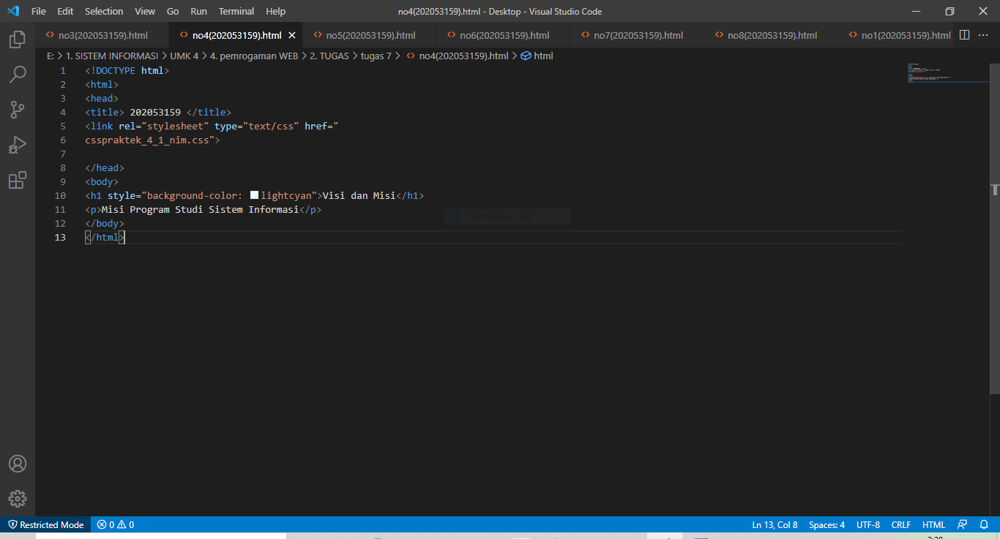 File Edit Selection View Go Run Terminal Help no4(202053159).html - Desktop - Visual Studio Code
no3(202053159).html no4(202053159).html no5(202053159).html no6(202053159).html no7(202053159).html no8(202053159).html no1(202053159).html
E: > 1. SISTEM INFORMASI > UMK 4 > 4. pemrogaman WEB > 2. TUGAS > tugas 7 > no4(202053159).html > html
1 <!DOCTYPE html>
2 <html>
3 <head>
4 <title> 202053159 </title>
5 <link rel="stylesheet" type="text/css" href="
6 csspraktek_4_1_nim.css">
7
8 </head>
9 <body>
10 <h1 style="background-color: lightcyan">Visi dan Misi</h1>
11 <p>Misi Program Studi Sistem Informasi</p>
12 </body>
13 </html>
Restricted Mode 0 0 Ln 13, Col 8 Spaces: 4 UTF-8 CRLF HTML